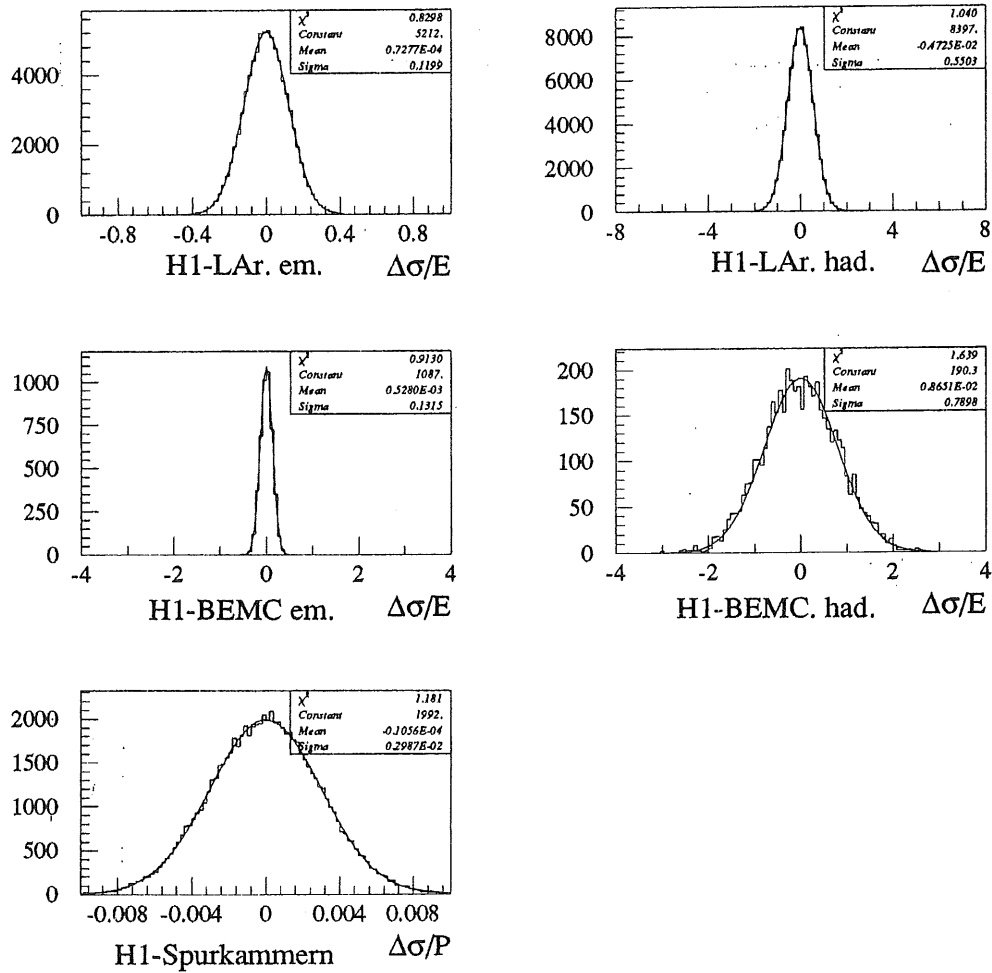 χ² 0.8298
Constant 5212.
Mean 0.7277E-04
Sigma 0.1199
4000
2000
0
-0.8 -0.4 0 0.4 0.8
H1-LAr. em. Δσ/E
χ² 1.040
Constant 8397.
Mean -0.4725E-02
Sigma 0.5503
8000
6000
4000
2000
0
-8 -4 0 4 8
H1-LAr. had. Δσ/E
χ² 0.9130
Constant 1087.
Mean 0.5280E-03
Sigma 0.1315
1000
750
500
250
0
-4 -2 0 2 4
H1-BEMC em. Δσ/E
χ² 1.639
Constant 190.3
Mean 0.8651E-02
Sigma 0.7898
200
150
100
50
0
-4 -2 0 2 4
H1-BEMC. had. Δσ/E
χ² 1.181
Constant 1992.
Mean -0.1056E-04
Sigma 0.2987E-02
2000
1500
1000
500
0
-0.008 -0.004 0 0.004 0.008
H1-Spurkammern Δσ/P